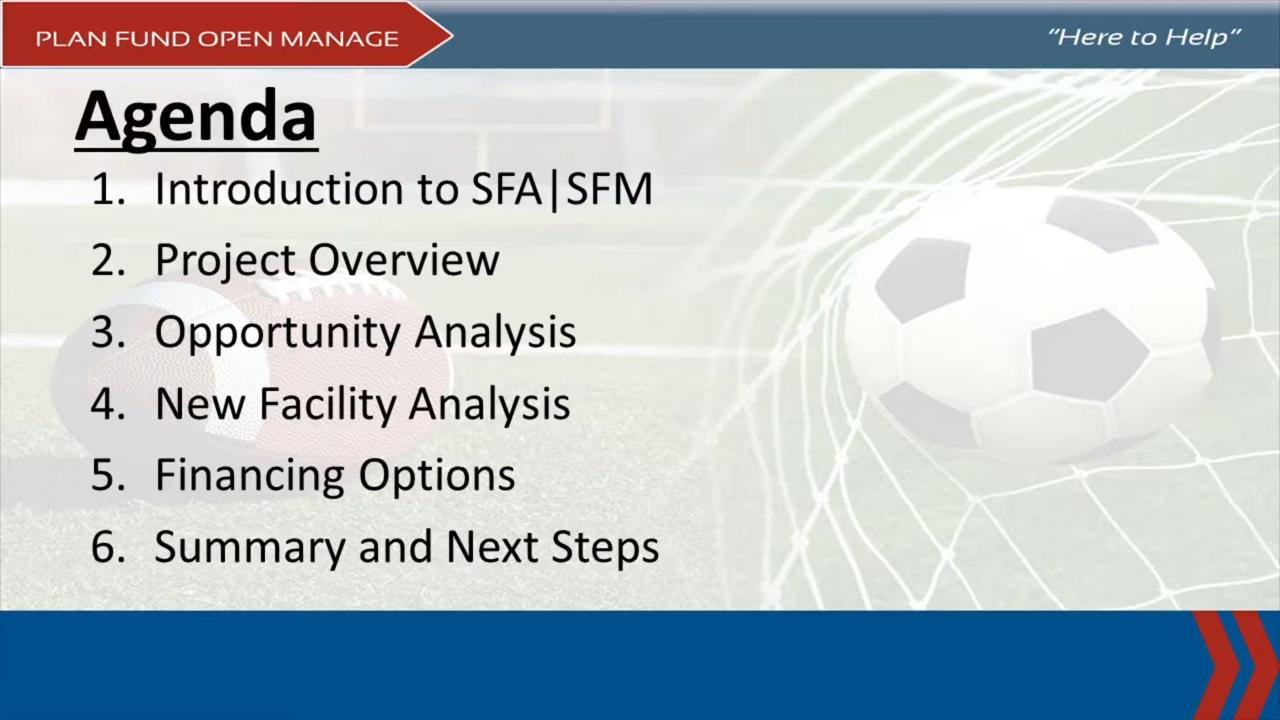 PLAN FUND OPEN MANAGE
"Here to Help"
Agenda
1. Introduction to SFA|SFM
2. Project Overview
3. Opportunity Analysis
4. New Facility Analysis
5. Financing Options
6. Summary and Next Steps